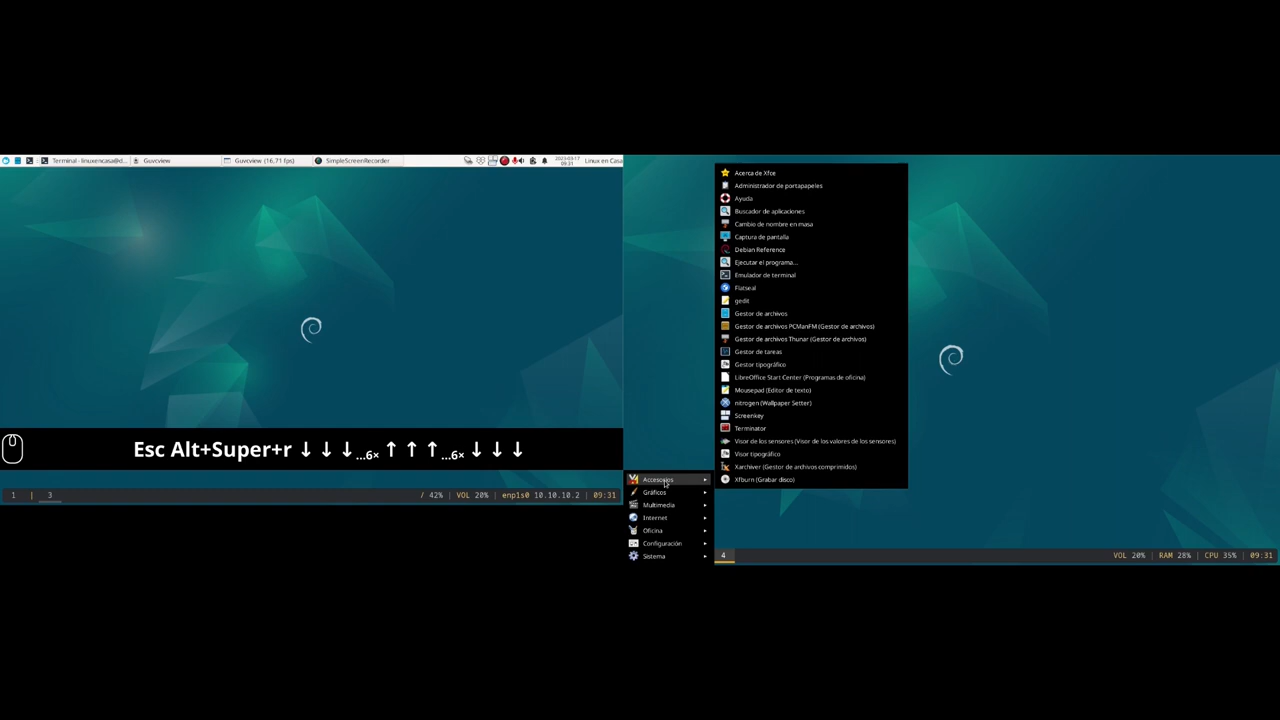 Terminal - linuxencasa@d...
Guvcview
Guvcview (16,71 fps)
SimpleScreenRecorder
2023-03-17
09:31
Linux en Casa
Esc Alt+Super+r ↓ ↓ ↓ ...6× ↑ ↑ ↑ ...6× ↓ ↓ ↓
1 | 3
/ 42% | VOL 20% | enp1s0 10.10.10.2 | 09:31
Acerca de Xfce
Administrador de portapapeles
Ayuda
Buscador de aplicaciones
Cambio de nombre en masa
Captura de pantalla
Debian Reference
Ejecutar el programa...
Emulador de terminal
Flatseal
gedit
Gestor de archivos
Gestor de archivos PCManFM (Gestor de archivos)
Gestor de archivos Thunar (Gestor de archivos)
Gestor de tareas
Gestor tipográfico
LibreOffice Start Center (Programas de oficina)
Mousepad (Editor de texto)
nitrogen (Wallpaper Setter)
Screenkey
Terminator
Visor de los sensores (Visor de los valores de los sensores)
Visor tipográfico
Xarchiver (Gestor de archivos comprimidos)
Xfburn (Grabar disco)
Accesorios
Gráficos
Multimedia
Internet
Oficina
Configuración
Sistema
4
VOL 20% | RAM 28% | CPU 35% | 09:31